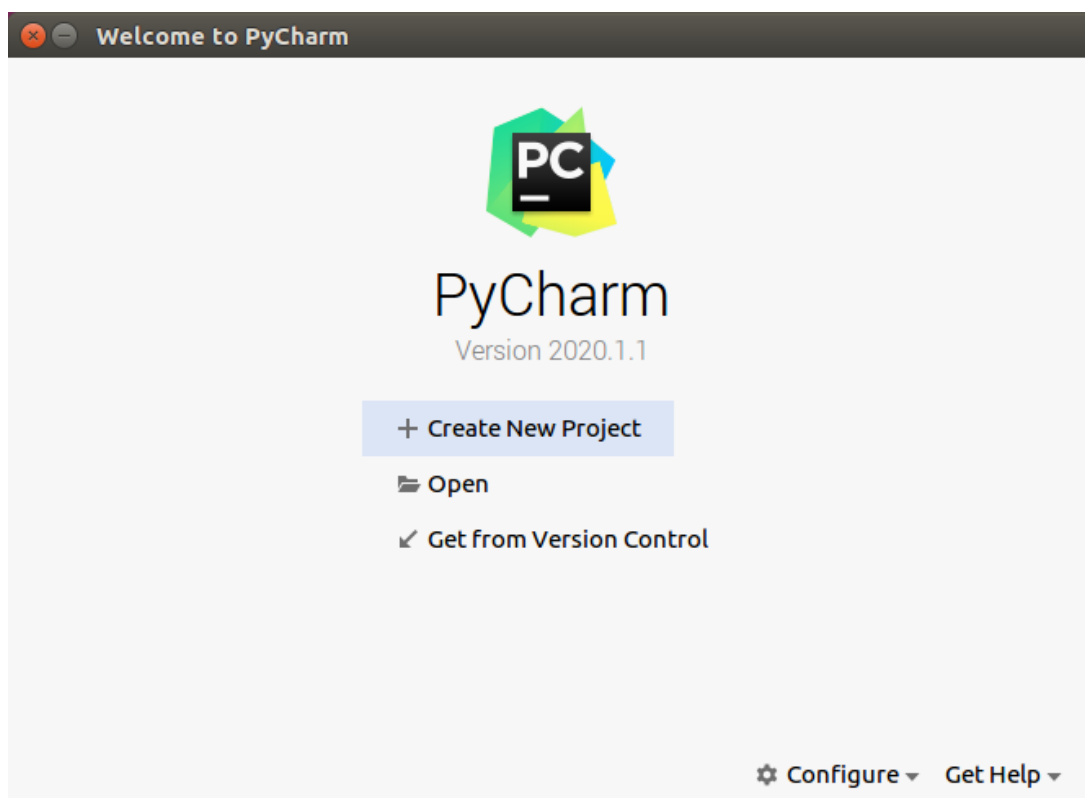 Welcome to PyCharm
PC
PyCharm
Version 2020.1.1
Create New Project
Open
Get from Version Control
Configure Get Help